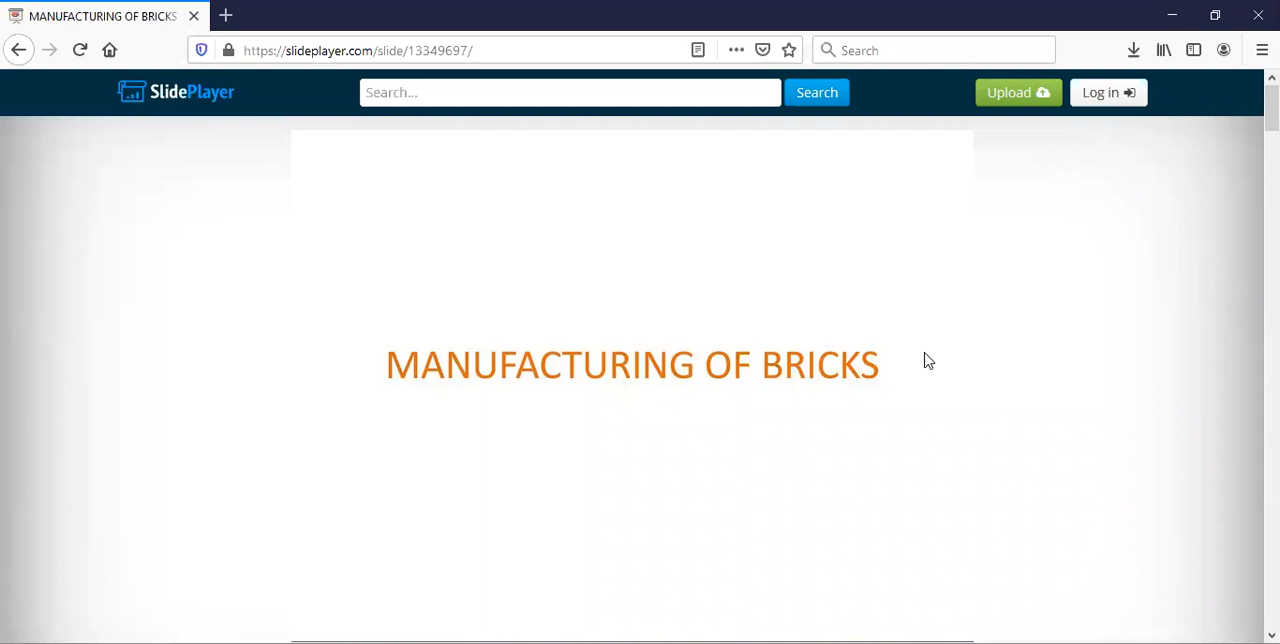 MANUFACTURING OF BRICKS
https://slideplayer.com/slide/13349697/
Search
SlidePlayer
Search...
Search
Upload
Log in
MANUFACTURING OF BRICKS